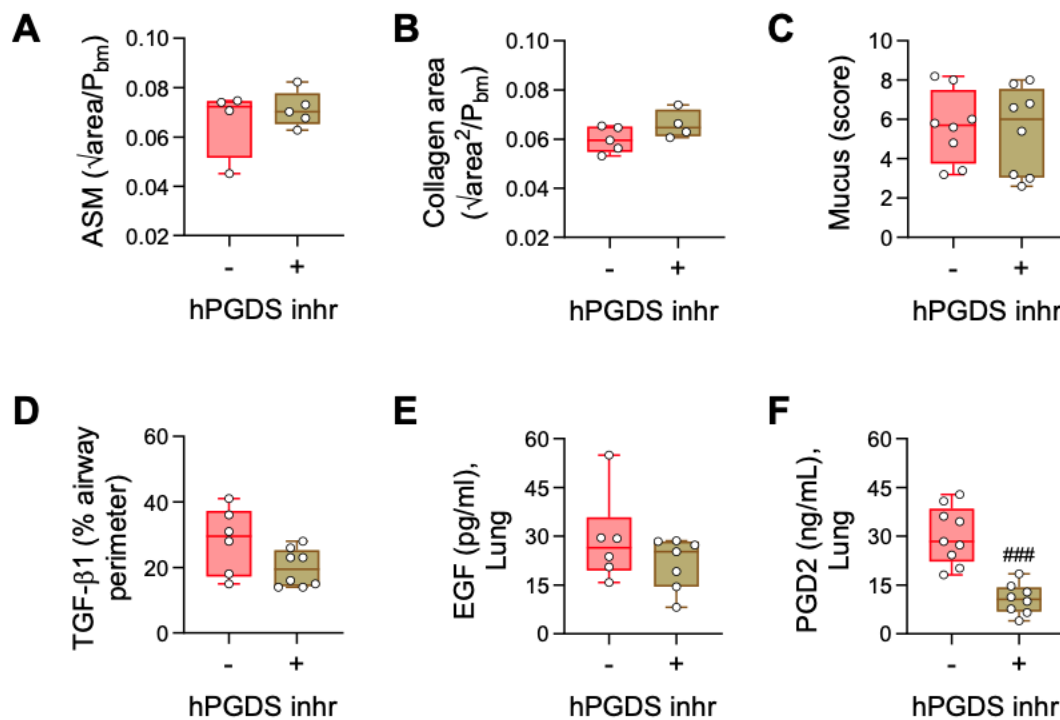 A
ASM (√area/Pbm)
0.10
0.08
0.06
0.04
0.02
- +
hPGDS inhr
B
Collagen area
(√area²/Pbm)
0.10
0.08
0.06
0.04
0.02
- +
hPGDS inhr
C
Mucus (score)
10
8
6
4
2
0
- +
hPGDS inhr
D
TGF-β1 (% airway
perimeter)
60
40
20
0
- +
hPGDS inhr
E
EGF (pg/ml),
Lung
60
45
30
15
0
- +
hPGDS inhr
F
PGD2 (ng/mL),
Lung
60
45
30
15
0
###
- +
hPGDS inhr